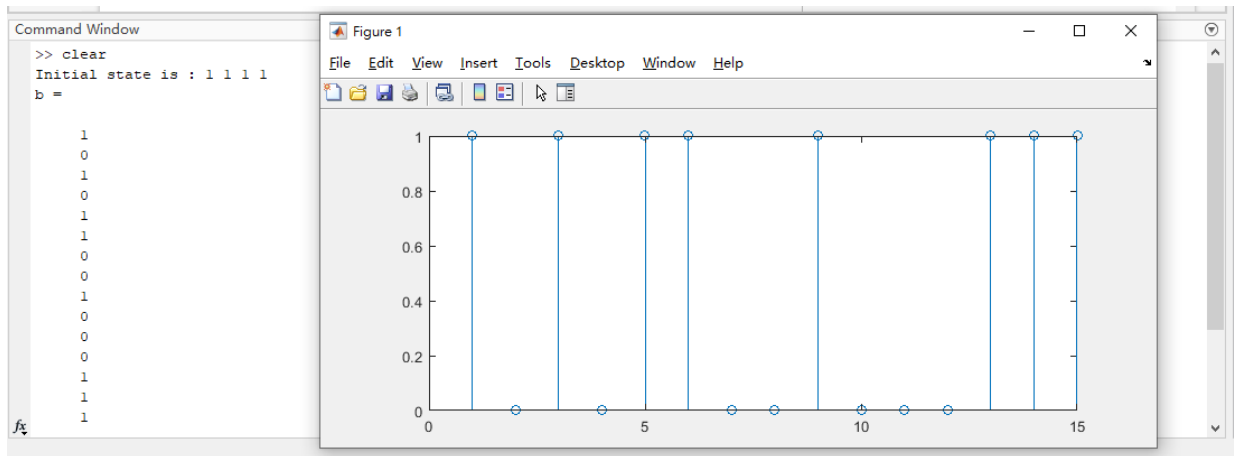 Command Window
>> clear
Initial state is : 1 1 1 1
b =
1
0
1
0
1
1
0
0
1
0
0
0
1
1
1
fx
Figure 1
File Edit View Insert Tools Desktop Window Help
1
0.8
0.6
0.4
0.2
0
0 5 10 15